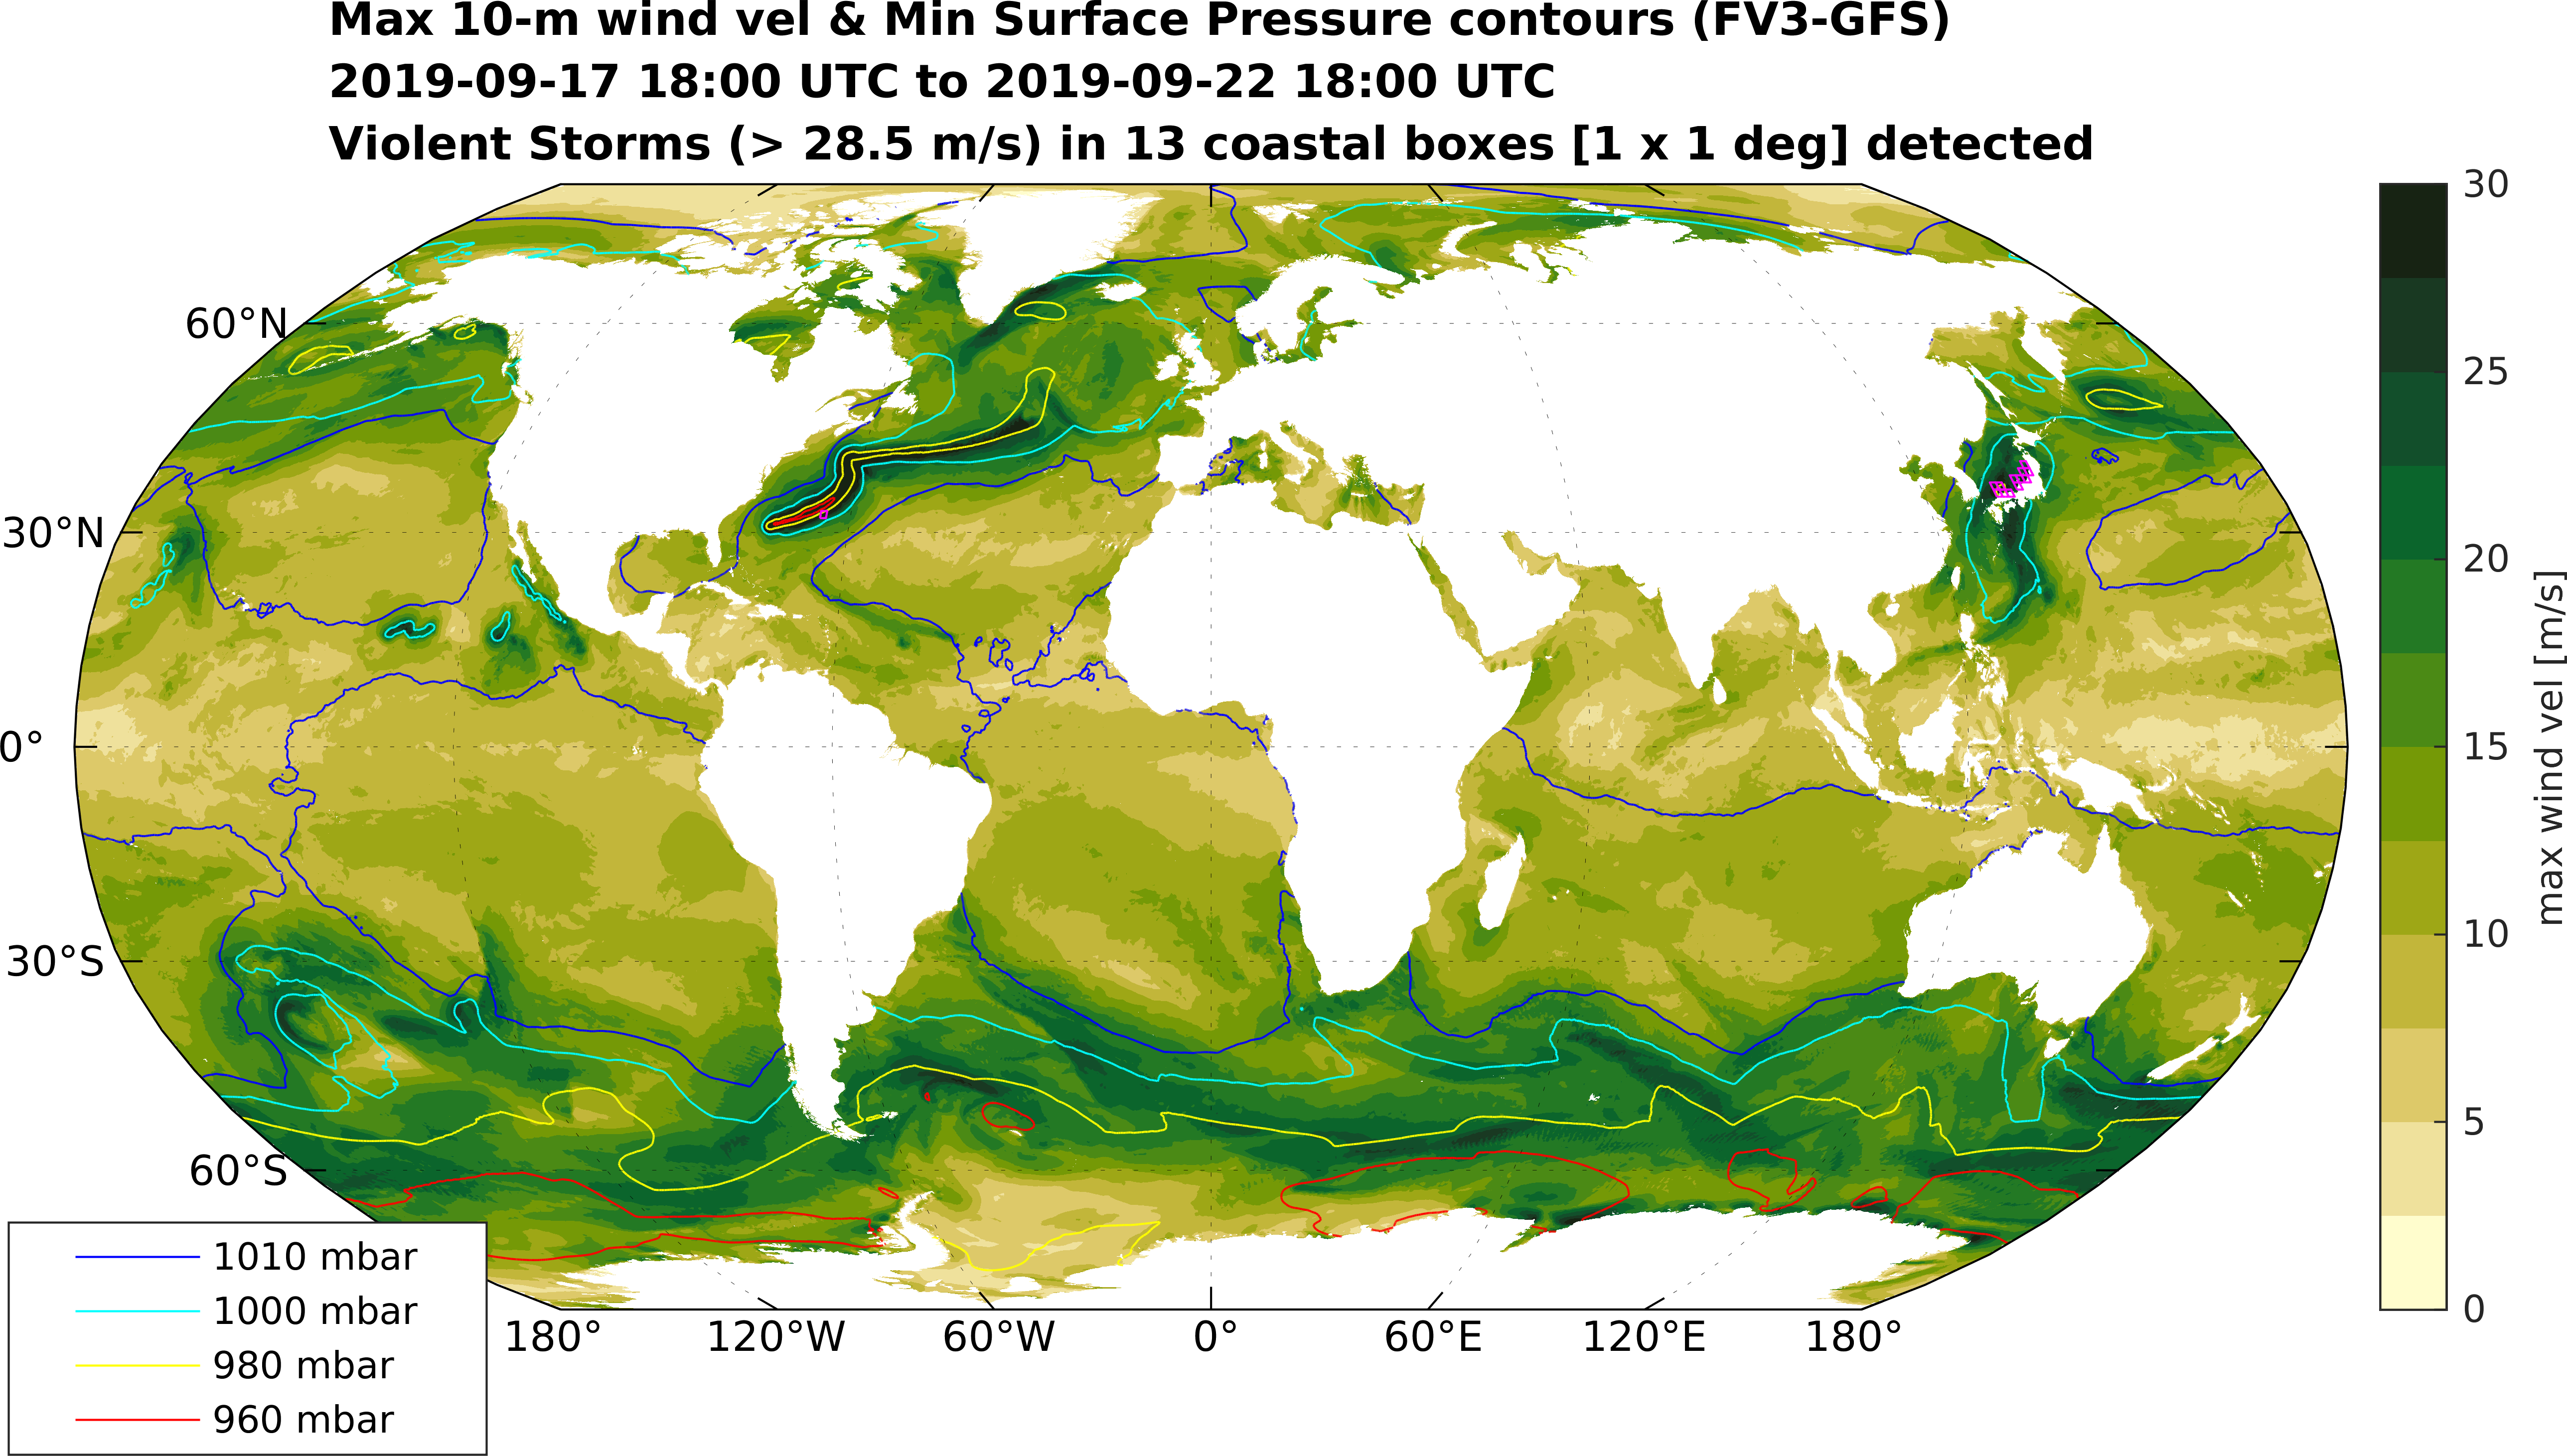 Max 10-m wind vel & Min Surface Pressure contours (FV3-GFS)
2019-09-17 18:00 UTC to 2019-09-22 18:00 UTC
Violent Storms (> 28.5 m/s) in 13 coastal boxes [1 x 1 deg] detected
60°N
30°N
0°
30°S
60°S
180°
120°W
60°W
0°
60°E
120°E
180°
1010 mbar
1000 mbar
980 mbar
960 mbar
30
25
20
15
10
5
0
max wind vel [m/s]